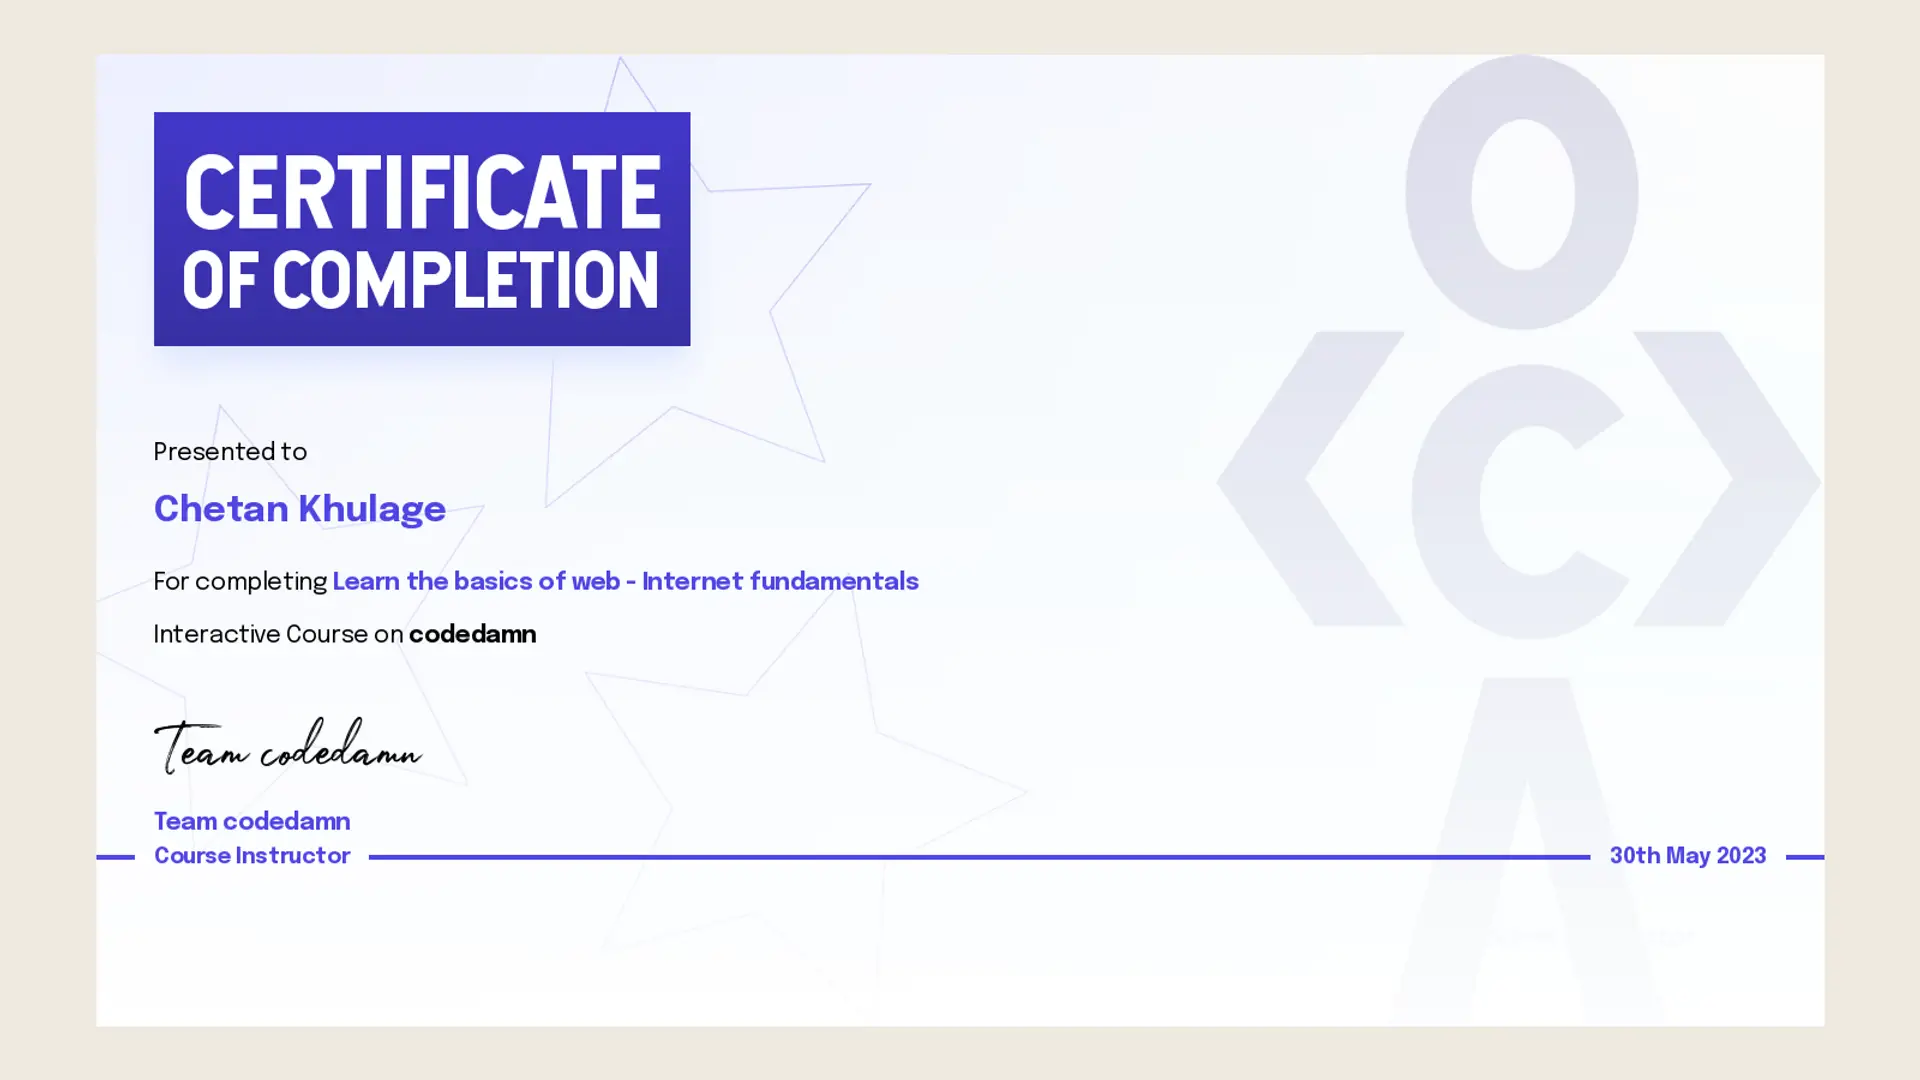 CERTIFICATE
OF COMPLETION
Presented to
Chetan Khulage
For completing Learn the basics of web - Internet fundamentals
Interactive Course on codedamn
Team codedamn
Team codedamn
Course Instructor
30th May 2023